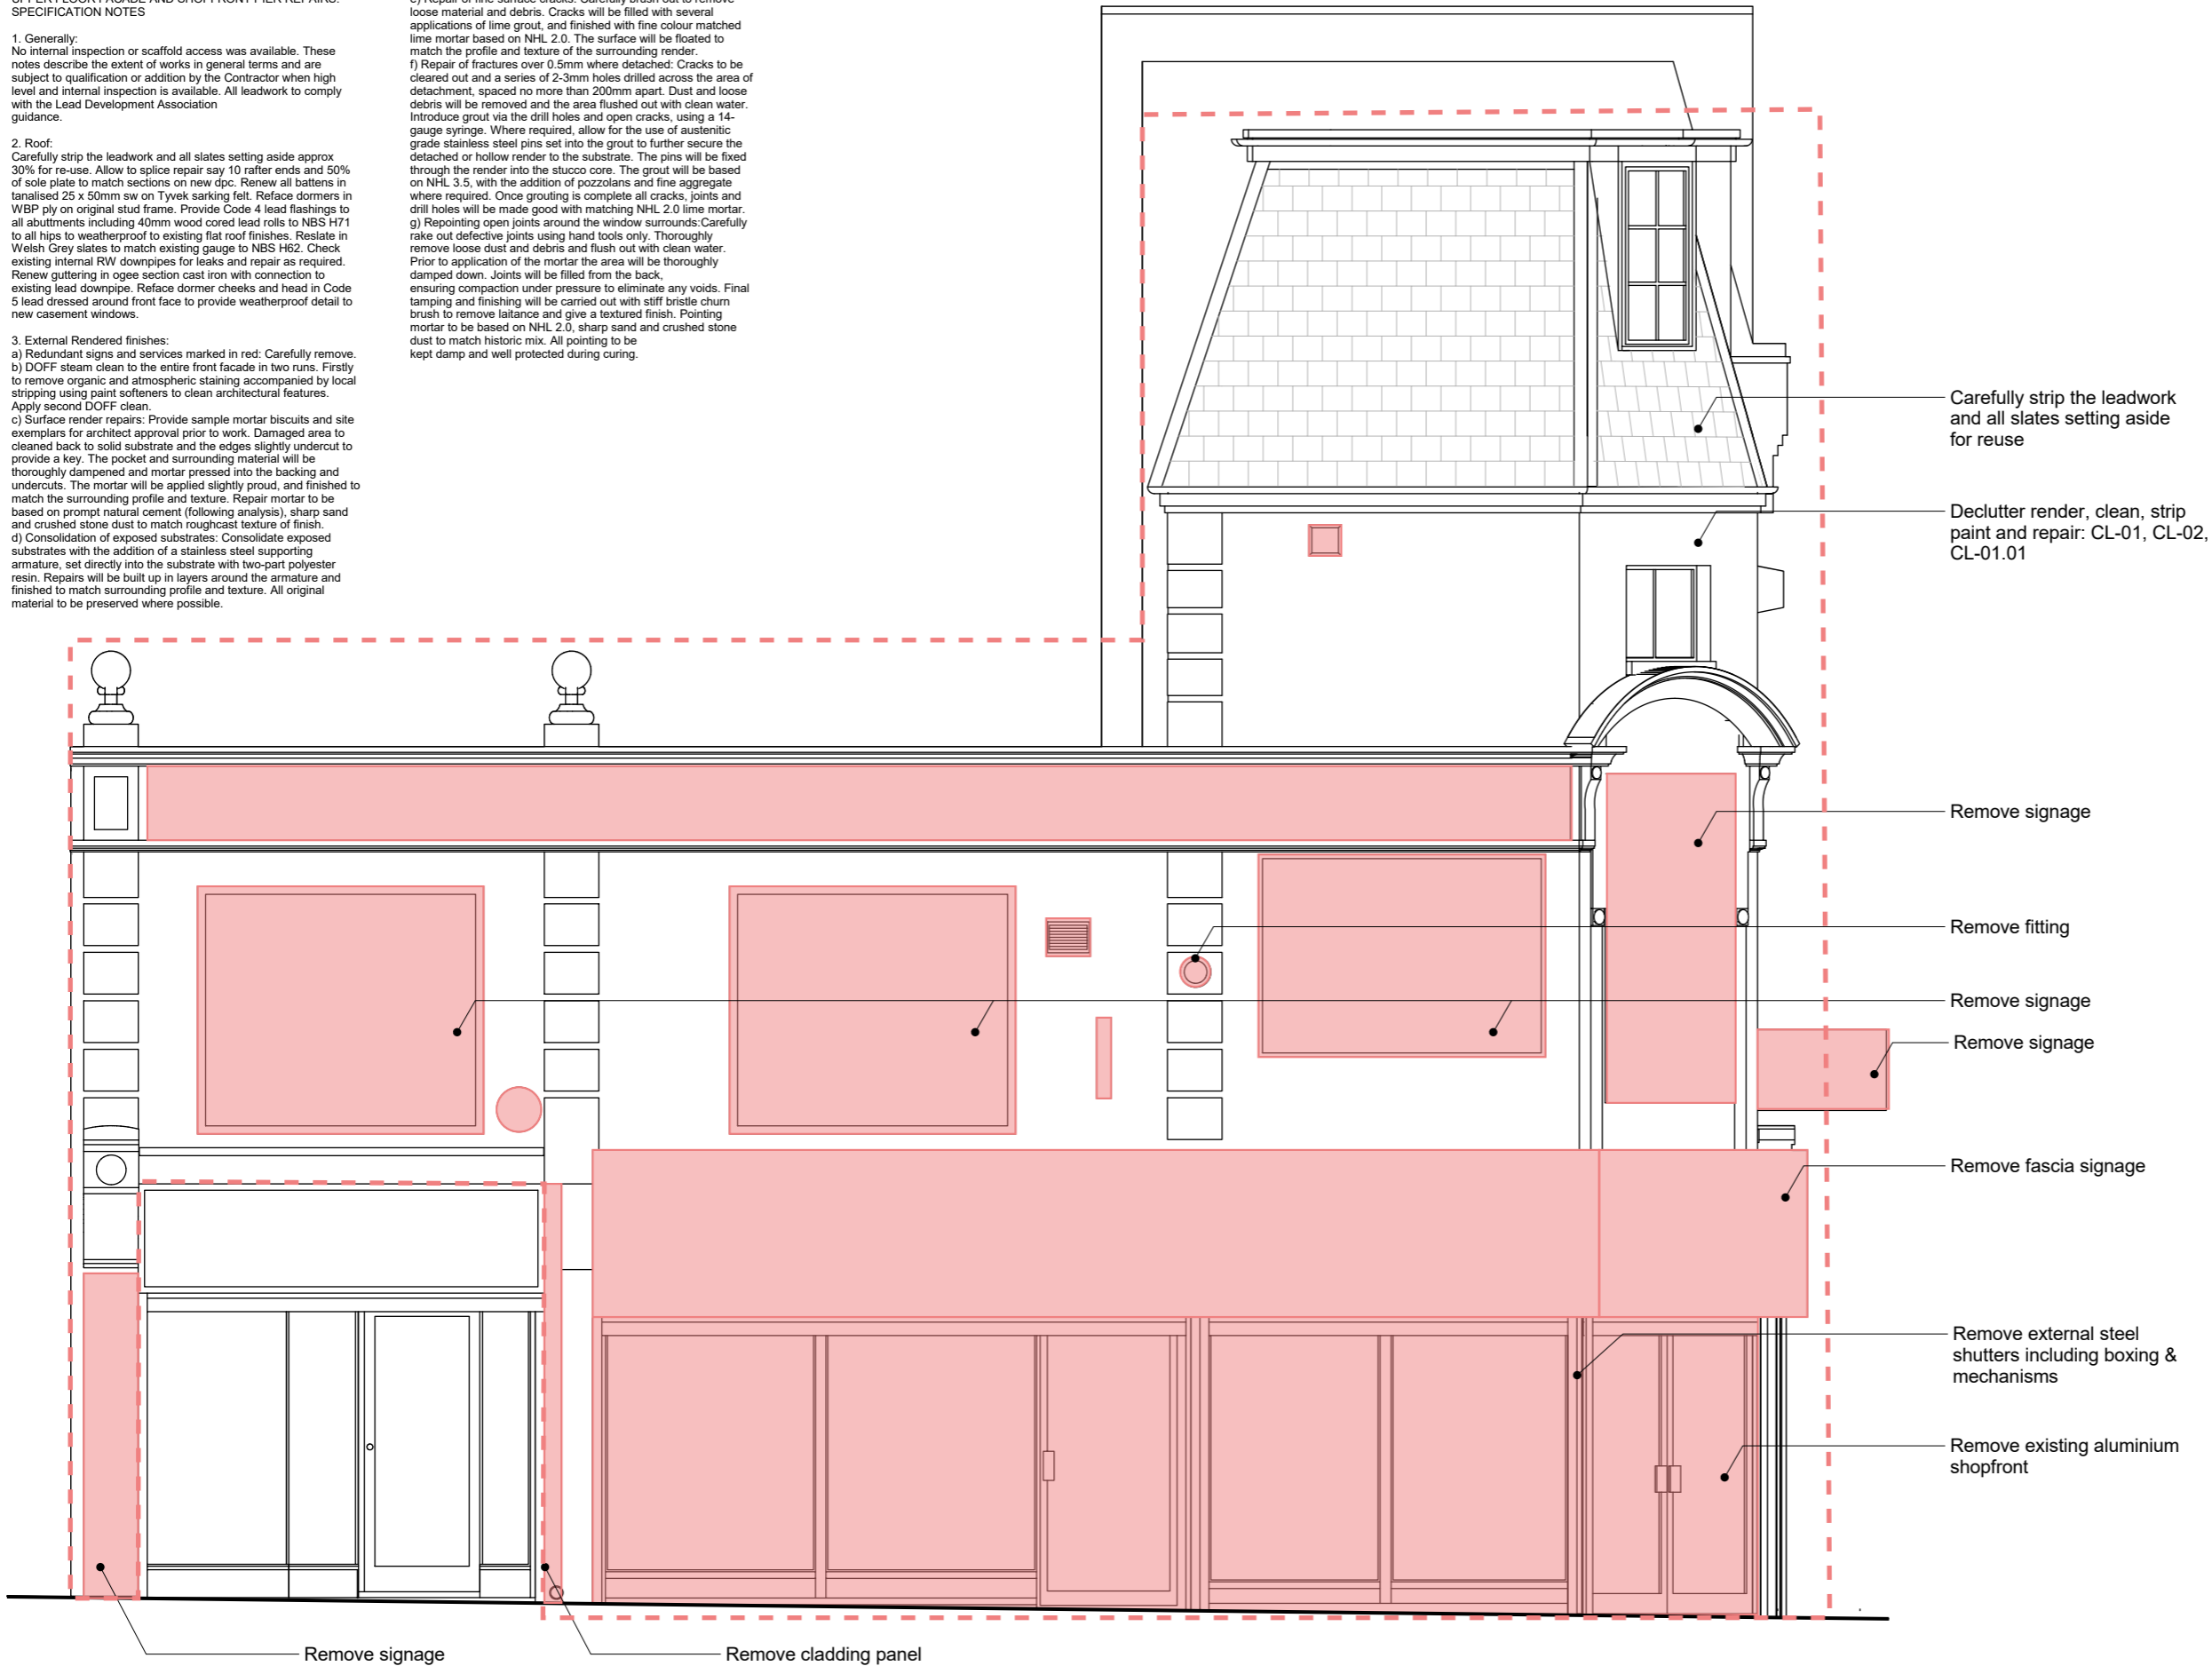 UPPER FLOOR FACADE AND SHOPFRONT PIER REPAIRS:
SPECIFICATION NOTES
1. Generally:
No internal inspection or scaffold access was available. These
notes describe the extent of works in general terms and are
subject to qualification or addition by the Contractor when high
level and internal inspection is available. All leadwork to comply
with the Lead Development Association
guidance.
2. Roof:
Carefully strip the leadwork and all slates setting aside approx
30% for re-use. Allow to splice repair say 10 rafter ends and 50%
of sole plate to match sections on new dpc. Renew all battens in
tanalised 25 x 50mm sw on Tyvek sarking felt. Reface dormers in
WBP ply on original stud frame. Provide Code 4 lead flashings to
all abuttments including 40mm wood cored lead rolls to NBS H71
to all hips to weatherproof to existing flat roof finishes. Reslate in
Welsh Grey slates to match existing gauge to NBS H62. Check
existing internal RW downpipes for leaks and repair as required.
Renew guttering in ogee section cast iron with connection to
existing lead downpipe. Reface dormer cheeks and head in Code
5 lead dressed around front face to provide weatherproof detail to
new casement windows.
3. External Rendered finishes:
a) Redundant signs and services marked in red: Carefully remove.
b) DOFF steam clean to the entire front facade in two runs. Firstly
to remove organic and atmospheric staining accompanied by local
stripping using paint softeners to clean architectural features.
Apply second DOFF clean.
c) Surface render repairs: Provide sample mortar biscuits and site
exemplars for architect approval prior to work. Damaged area to
cleaned back to solid substrate and the edges slightly undercut to
provide a key. The pocket and surrounding material will be
thoroughly dampened and mortar pressed into the backing and
undercuts. The mortar will be applied slightly proud, and finished to
match the surrounding profile and texture. Repair mortar to be
based on prompt natural cement (following analysis), sharp sand
and crushed stone dust to match roughcast texture of finish.
d) Consolidation of exposed substrates: Consolidate exposed
substrates with the addition of a stainless steel supporting
armature, set directly into the substrate with two-part polyester
resin. Repairs will be built up in layers around the armature and
finished to match surrounding profile and texture. All original
material to be preserved where possible.
e) Repair of fine surface cracks: Carefully brush out to remove
loose material and debris. Cracks will be filled with several
applications of lime grout, and finished with fine colour matched
lime mortar based on NHL 2.0. The surface will be floated to
match the profile and texture of the surrounding render.
f) Repair of fractures over 0.5mm where detached: Cracks to be
cleared out and a series of 2-3mm holes drilled across the area of
detachment, spaced no more than 200mm apart. Dust and loose
debris will be removed and the area flushed out with clean water.
Introduce grout via the drill holes and open cracks, using a 14-
gauge syringe. Where required, allow for the use of austenitic
grade stainless steel pins set into the grout to further secure the
detached or hollow render to the substrate. The pins will be fixed
through the render into the stucco core. The grout will be based
on NHL 3.5, with the addition of pozzolans and fine aggregate
where required. Once grouting is complete all cracks, joints and
drill holes will be made good with matching NHL 2.0 lime mortar.
g) Repointing open joints around the window surrounds:Carefully
rake out defective joints using hand tools only. Thoroughly
remove loose dust and debris and flush out with clean water.
Prior to application of the mortar the area will be thoroughly
damped down. Joints will be filled from the back,
ensuring compaction under pressure to eliminate any voids. Final
tamping and finishing will be carried out with stiff bristle churn
brush to remove laitance and give a textured finish. Pointing
mortar to be based on NHL 2.0, sharp sand and crushed stone
dust to match historic mix. All pointing to be
kept damp and well protected during curing.
Carefully strip the leadwork
and all slates setting aside
for reuse
Declutter render, clean, strip
paint and repair: CL-01, CL-02,
CL-01.01
Remove signage
Remove fitting
Remove signage
Remove signage
Remove fascia signage
Remove external steel
shutters including boxing &
mechanisms
Remove existing aluminium
shopfront
Remove signage
Remove cladding panel